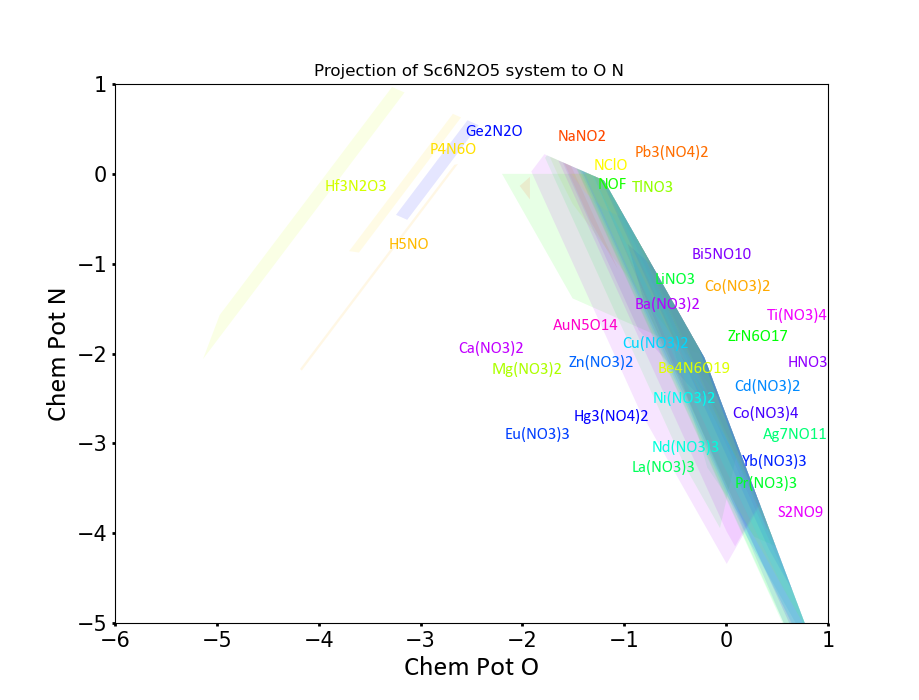 Projection of Sc6N2O5 system to O N
Chem Pot N
1
0
−1
−2
−3
−4
−5
Ge2N2O
NaNO2
P4N6O
Pb3(NO4)2
NClO
Hf3N2O3
NOF
TlNO3
H5NO
Bi5NO10
LiNO3
Co(NO3)2
Ba(NO3)2
Ti(NO3)4
AuN5O14
ZrN6O17
Ca(NO3)2
Cu(NO3)2
Mg(NO3)2
Zn(NO3)2
Be4N6O19
HNO3
Cd(NO3)2
Ni(NO3)2
Hg3(NO4)2
Co(NO3)4
Eu(NO3)3
Ag7NO11
Nd(NO3)3
La(NO3)3
Yb(NO3)3
Pr(NO3)3
S2NO9
−6
−5
−4
−3
−2
−1
0
1
Chem Pot O